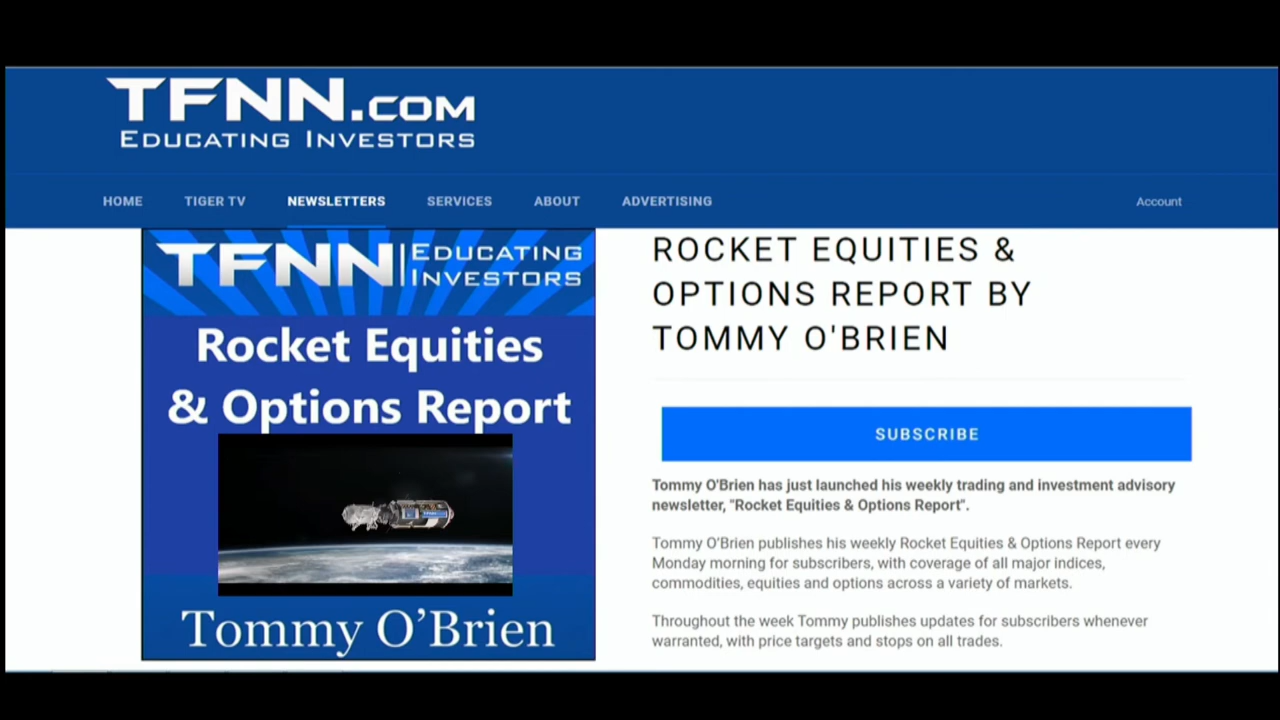 TFNN.COM
EDUCATING INVESTORS
HOME TIGER TV NEWSLETTERS SERVICES ABOUT ADVERTISING Account
TFNN EDUCATING
INVESTORS
Rocket Equities
& Options Report
Tommy O’Brien
ROCKET EQUITIES &
OPTIONS REPORT BY
TOMMY O'BRIEN
SUBSCRIBE
Tommy O'Brien has just launched his weekly trading and investment advisory
newsletter, "Rocket Equities & Options Report".
Tommy O'Brien publishes his weekly Rocket Equities & Options Report every
Monday morning for subscribers, with coverage of all major indices,
commodities, equities and options across a variety of markets.
Throughout the week Tommy publishes updates for subscribers whenever
warranted, with price targets and stops on all trades.